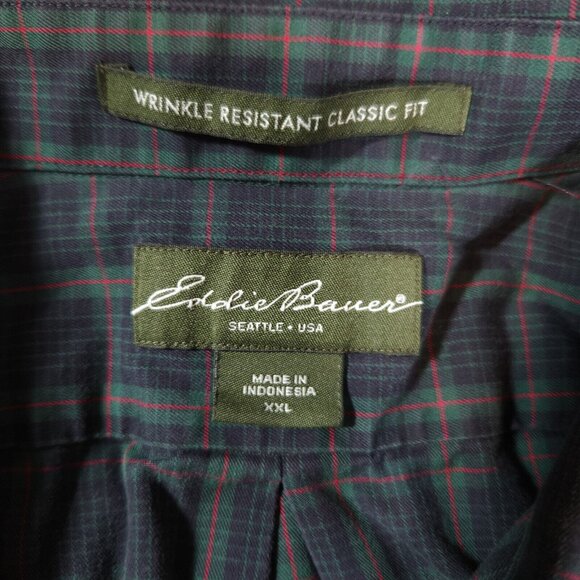 WRINKLE RESISTANT CLASSIC FIT
Eddie Bauer®
SEATTLE • USA
MADE IN
INDONESIA
XXL